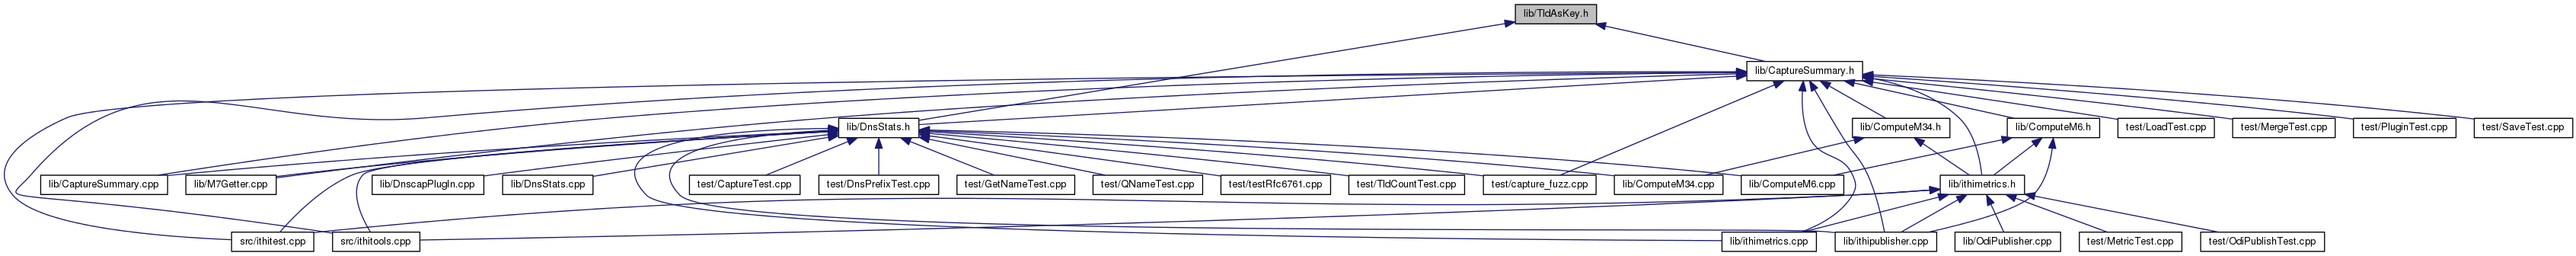 lib/TldAsKey.h
lib/CaptureSummary.h
lib/DnsStats.h
lib/ComputeM34.h
lib/ComputeM6.h
test/LoadTest.cpp
test/MergeTest.cpp
test/PluginTest.cpp
test/SaveTest.cpp
lib/CaptureSummary.cpp
lib/M7Getter.cpp
lib/DnscapPlugIn.cpp
lib/DnsStats.cpp
test/CaptureTest.cpp
test/DnsPrefixTest.cpp
test/GetNameTest.cpp
test/QNameTest.cpp
test/testRfc6761.cpp
test/TldCountTest.cpp
test/capture_fuzz.cpp
lib/ComputeM34.cpp
lib/ComputeM6.cpp
lib/ithimetrics.h
src/ithitest.cpp
src/ithitools.cpp
lib/ithimetrics.cpp
lib/ithipublisher.cpp
lib/OdiPublisher.cpp
test/MetricTest.cpp
test/OdiPublishTest.cpp